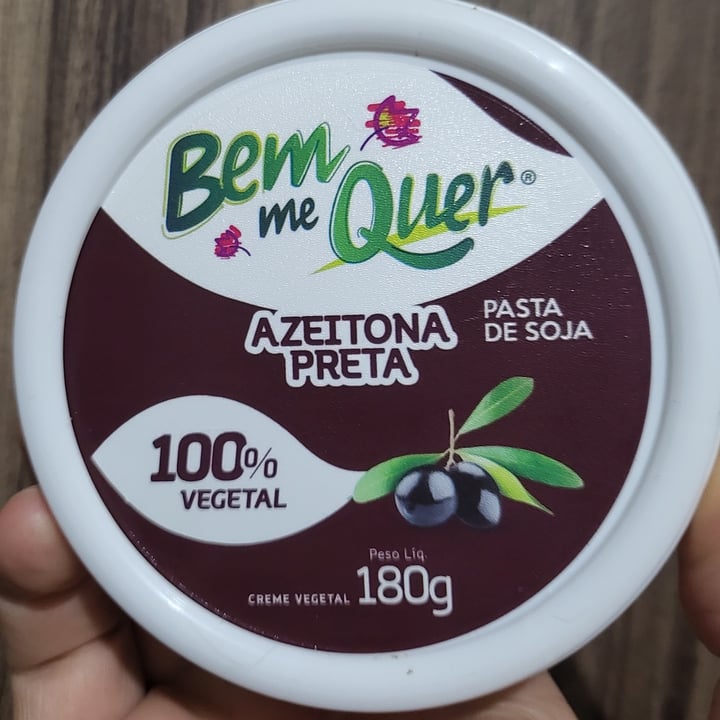 Bem
me Quer®
AZEITONA
PRETA
PASTA
DE SOJA
100%
VEGETAL
Peso Líq.
CREME VEGETAL 180g